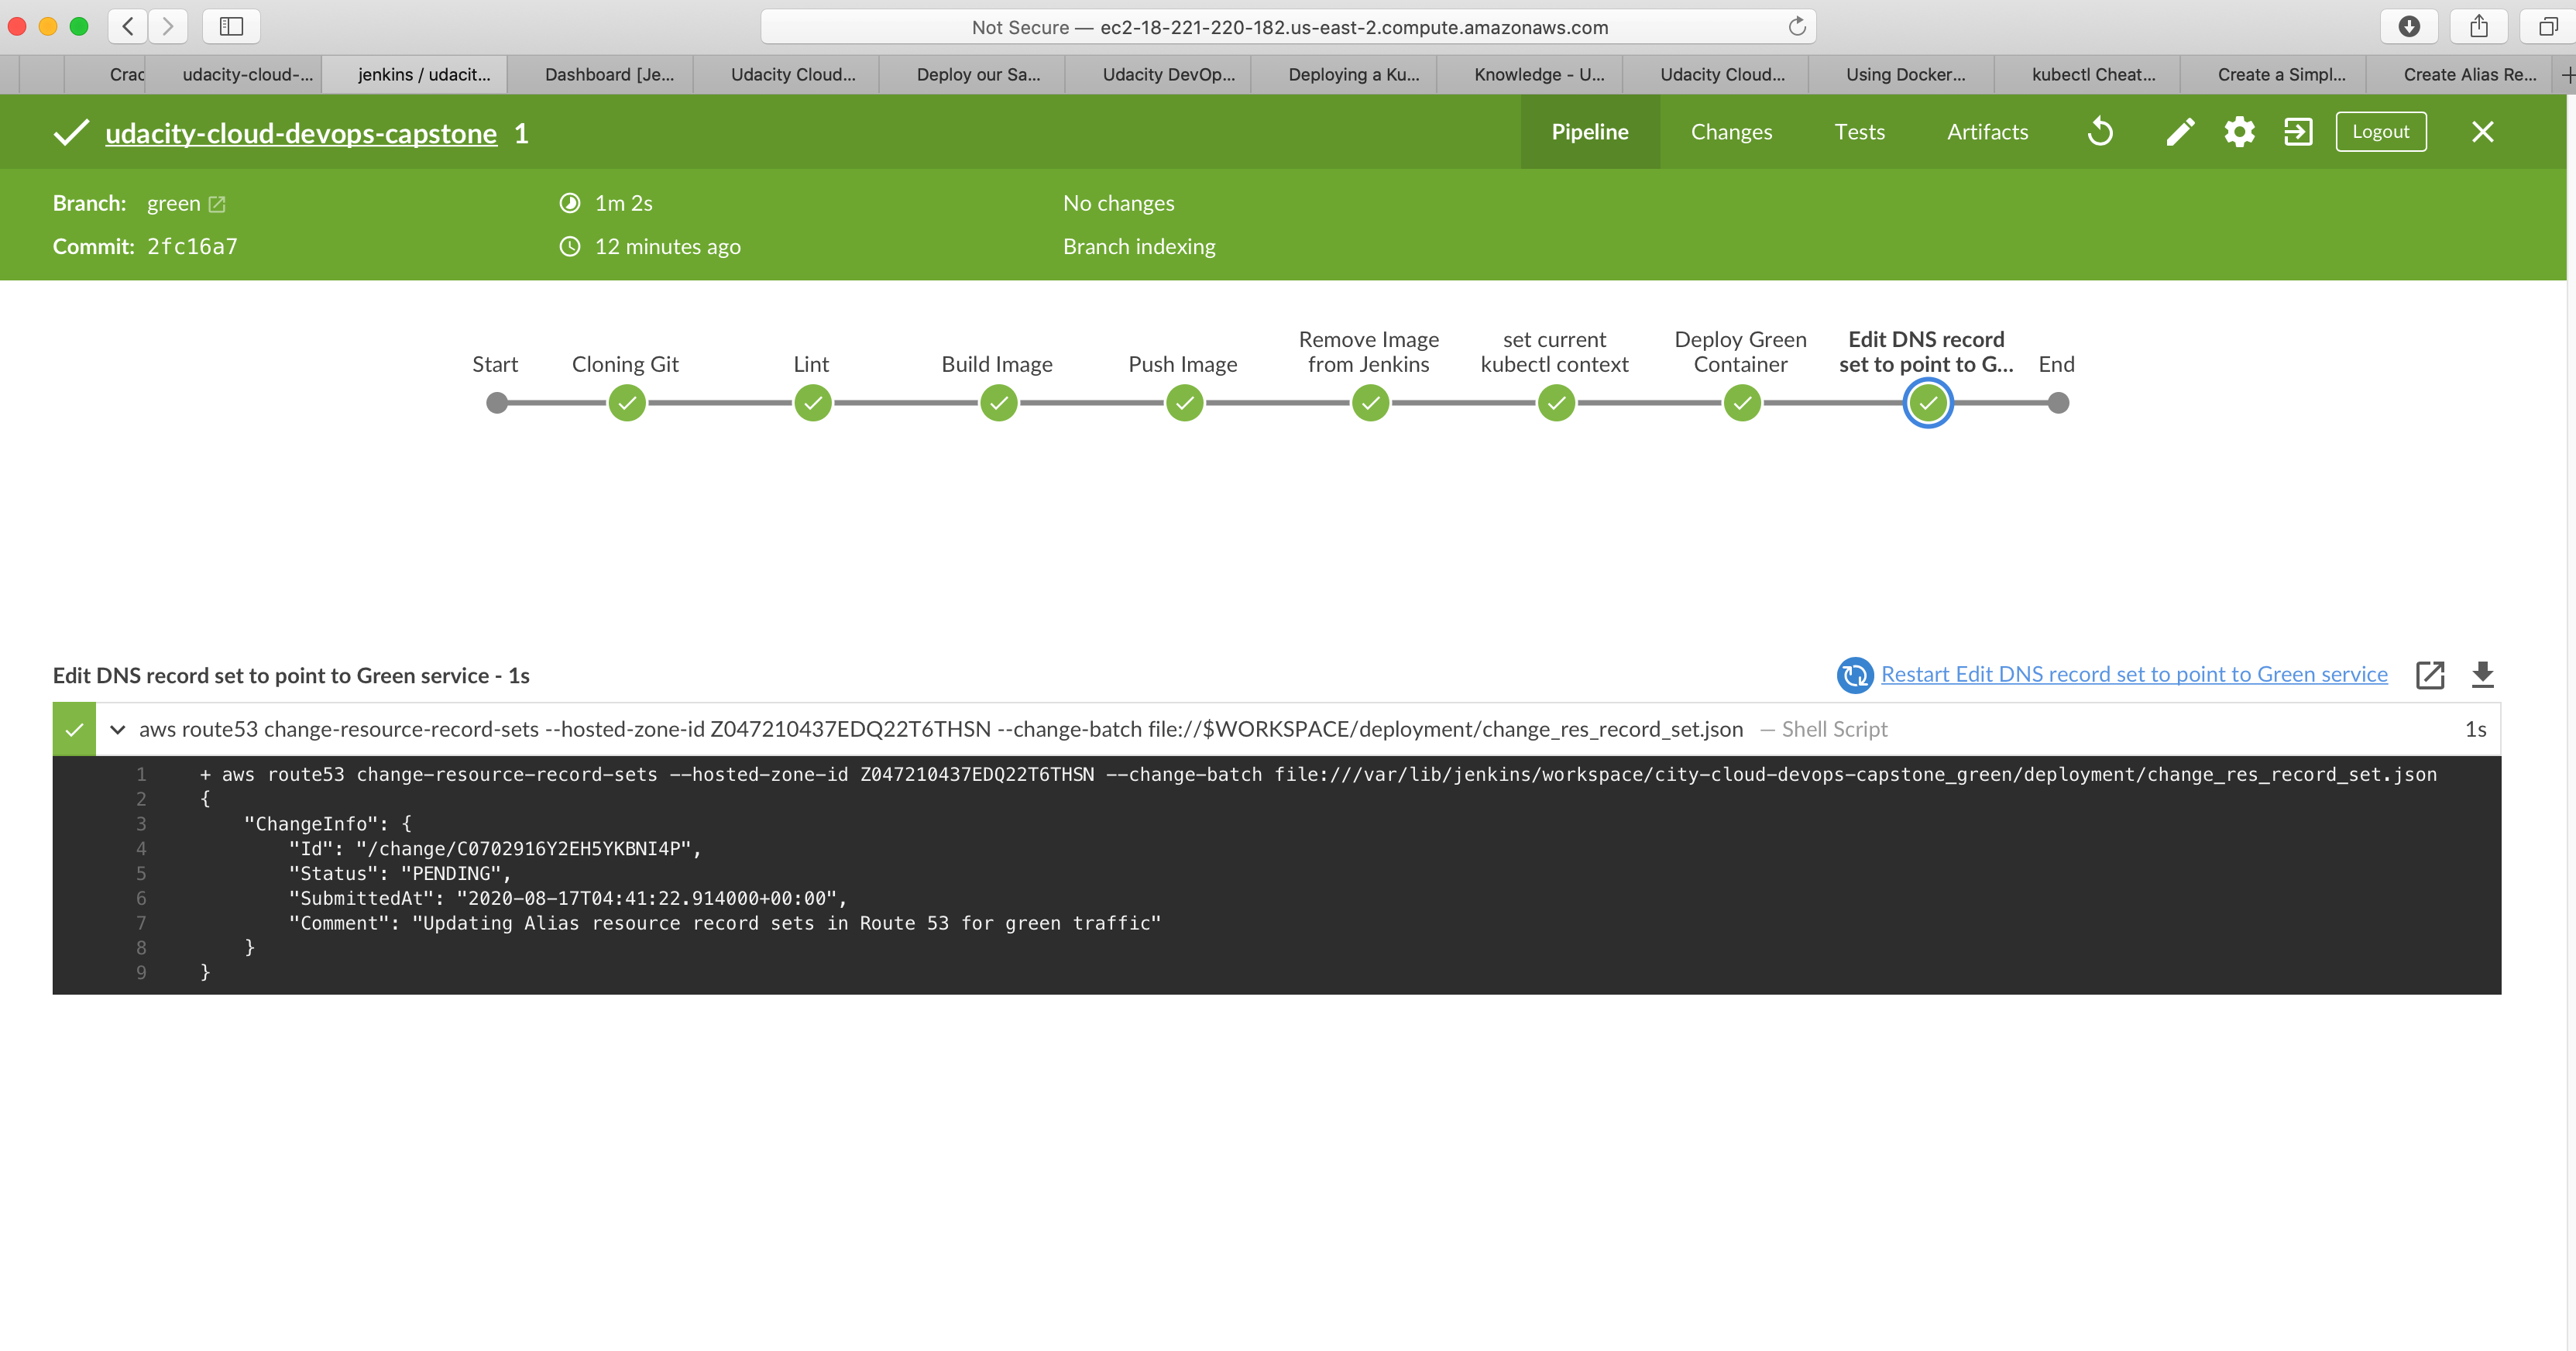 Not Secure — ec2-18-221-220-182.us-east-2.compute.amazonaws.com
Crac udacity-cloud-... jenkins / udacit... Dashboard [Je... Udacity Cloud... Deploy our Sa... Udacity DevOp... Deploying a Ku... Knowledge - U... Udacity Cloud... Using Docker... kubectl Cheat... Create a Simpl... Create Alias Re...
udacity-cloud-devops-capstone 1 Pipeline Changes Tests Artifacts Logout
Branch: green 1m 2s No changes
Commit: 2fc16a7 12 minutes ago Branch indexing
Start
Cloning Git
Lint
Build Image
Push Image
Remove Image
from Jenkins
set current
kubectl context
Deploy Green
Container
Edit DNS record
set to point to G...
End
Edit DNS record set to point to Green service - 1s Restart Edit DNS record set to point to Green service
aws route53 change-resource-record-sets --hosted-zone-id Z047210437EDQ22T6THSN --change-batch file://$WORKSPACE/deployment/change_res_record_set.json — Shell Script 1s
1 + aws route53 change-resource-record-sets --hosted-zone-id Z047210437EDQ22T6THSN --change-batch file:///var/lib/jenkins/workspace/city-cloud-devops-capstone_green/deployment/change_res_record_set.json
2 {
3 "ChangeInfo": {
4 "Id": "/change/C0702916Y2EH5YKBNI4P",
5 "Status": "PENDING",
6 "SubmittedAt": "2020-08-17T04:41:22.914000+00:00",
7 "Comment": "Updating Alias resource record sets in Route 53 for green traffic"
8 }
9 }